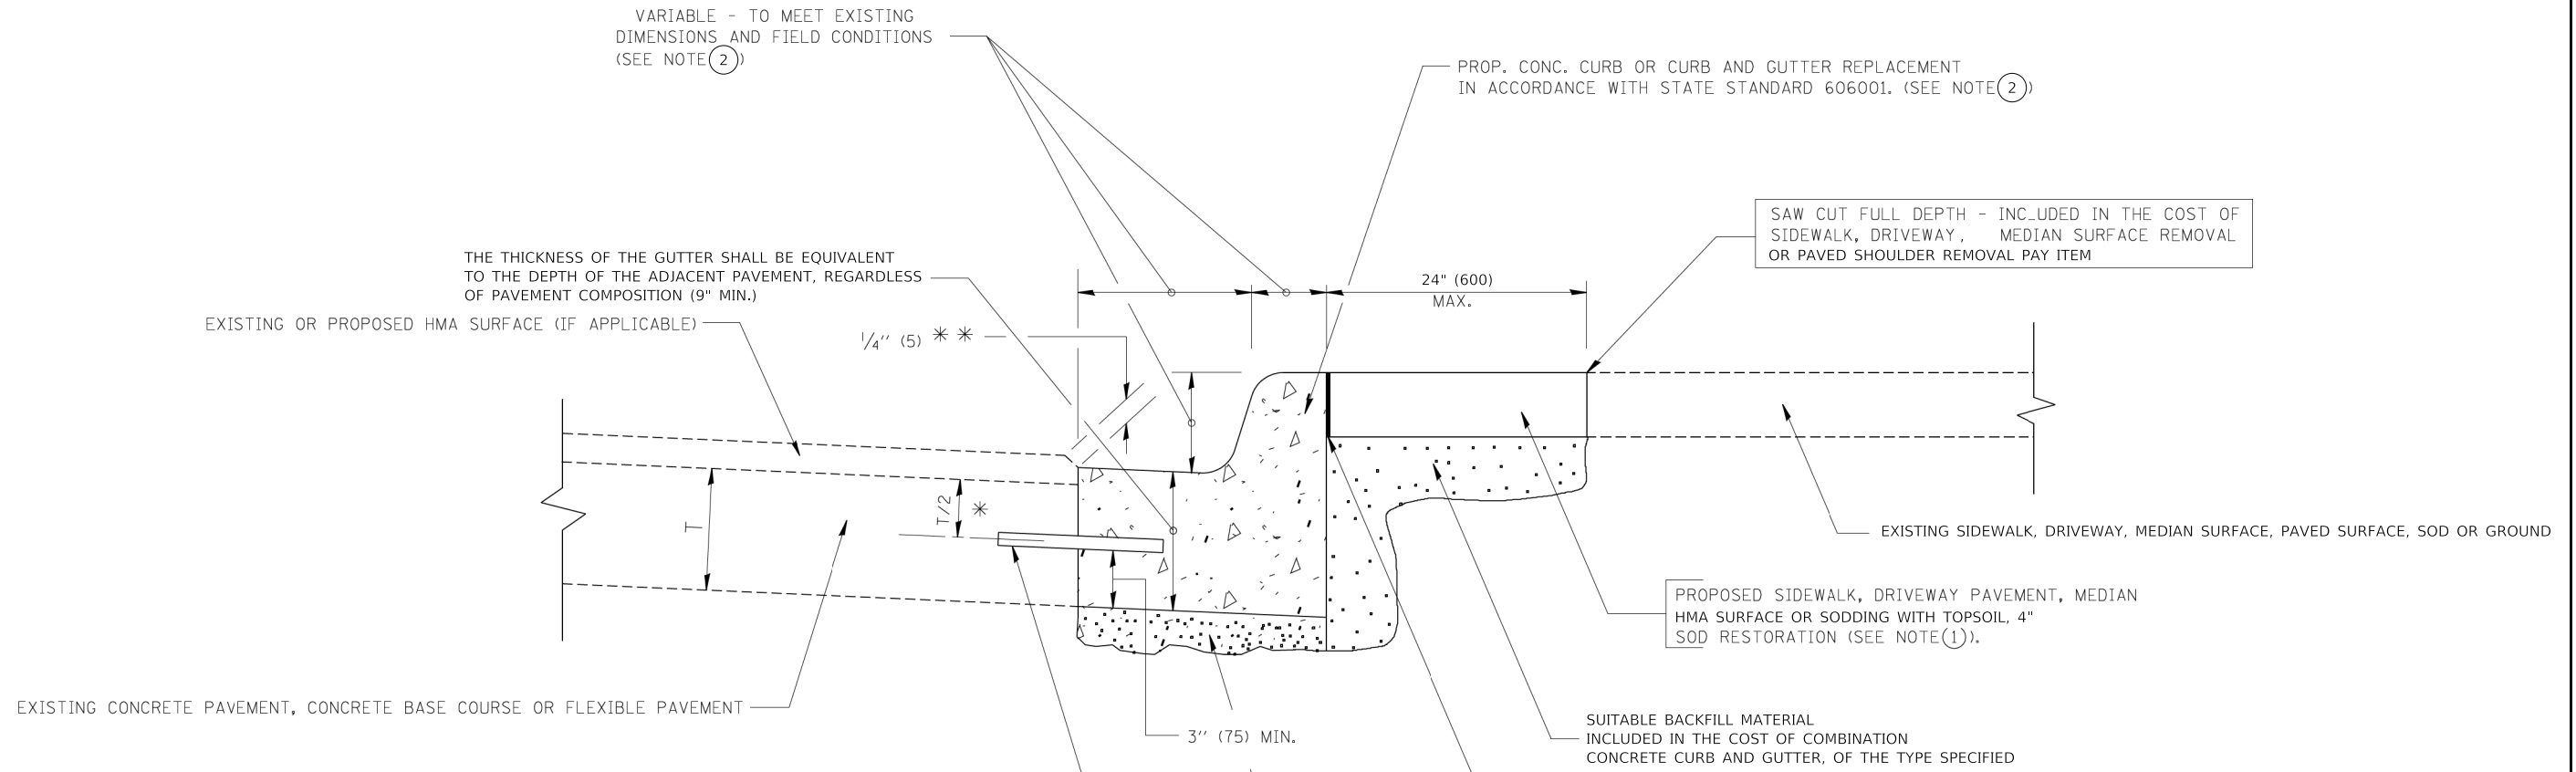 VARIABLE - TO MEET EXISTING
DIMENSIONS AND FIELD CONDITIONS
(SEE NOTE 2)
PROP. CONC. CURB OR CURB AND GUTTER REPLACEMENT
IN ACCORDANCE WITH STATE STANDARD 606001. (SEE NOTE 2)
SAW CUT FULL DEPTH - INCLUDED IN THE COST OF
SIDEWALK, DRIVEWAY, MEDIAN SURFACE REMOVAL
OR PAVED SHOULDER REMOVAL PAY ITEM
THE THICKNESS OF THE GUTTER SHALL BE EQUIVALENT
TO THE DEPTH OF THE ADJACENT PAVEMENT, REGARDLESS
OF PAVEMENT COMPOSITION (9" MIN.)
24" (600)
MAX.
EXISTING OR PROPOSED HMA SURFACE (IF APPLICABLE)
1/4'' (5) * *
T
T/2 *
EXISTING SIDEWALK, DRIVEWAY, MEDIAN SURFACE, PAVED SURFACE, SOD OR GROUND
PROPOSED SIDEWALK, DRIVEWAY PAVEMENT, MEDIAN
HMA SURFACE OR SODDING WITH TOPSOIL, 4"
SOD RESTORATION (SEE NOTE(1)).
EXISTING CONCRETE PAVEMENT, CONCRETE BASE COURSE OR FLEXIBLE PAVEMENT
3'' (75) MIN.
SUITABLE BACKFILL MATERIAL
INCLUDED IN THE COST OF COMBINATION
CONCRETE CURB AND GUTTER, OF THE TYPE SPECIFIED